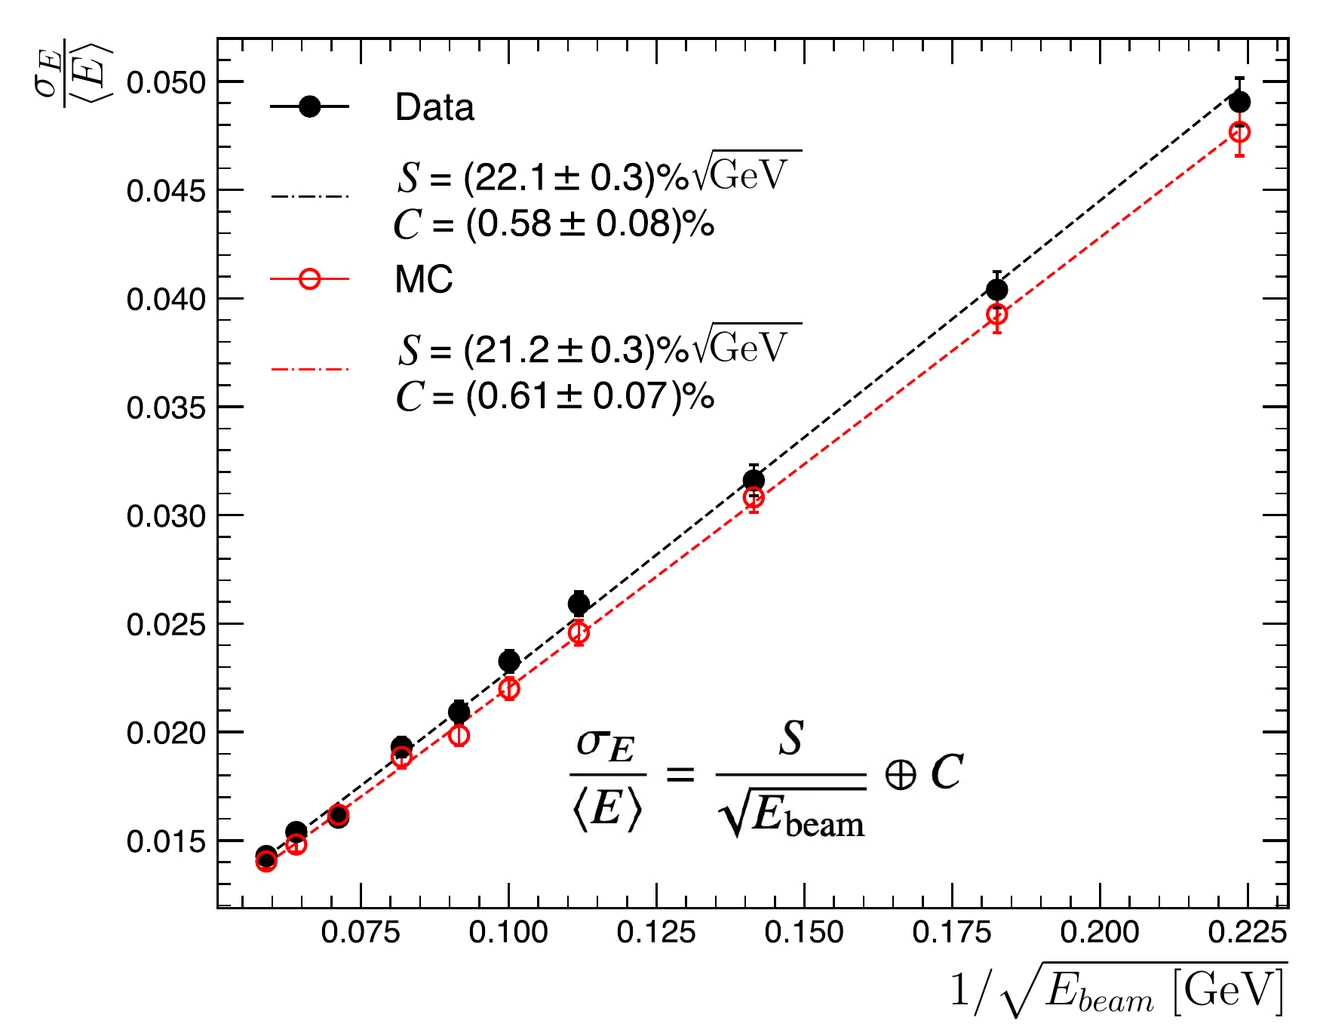 σ_E/⟨E⟩
0.050
0.045
0.040
0.035
0.030
0.025
0.020
0.015
Data
S = (22.1 ± 0.3)%√GeV
C = (0.58 ± 0.08)%
MC
S = (21.2 ± 0.3)%√GeV
C = (0.61 ± 0.07)%
σ_E/⟨E⟩ = S/√E_beam ⊕ C
0.075 0.100 0.125 0.150 0.175 0.200 0.225
1/√E_beam [GeV]